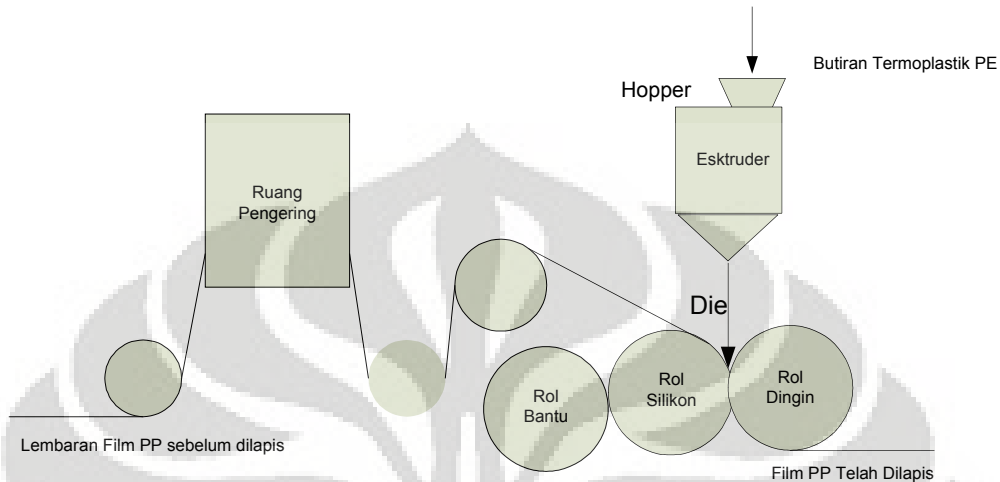 Butiran Termoplastik PE
Hopper
Esktruder
Ruang
Pengering
Die
Rol
Bantu
Rol
Silikon
Rol
Dingin
Lembaran Film PP sebelum dilapis
Film PP Telah Dilapis